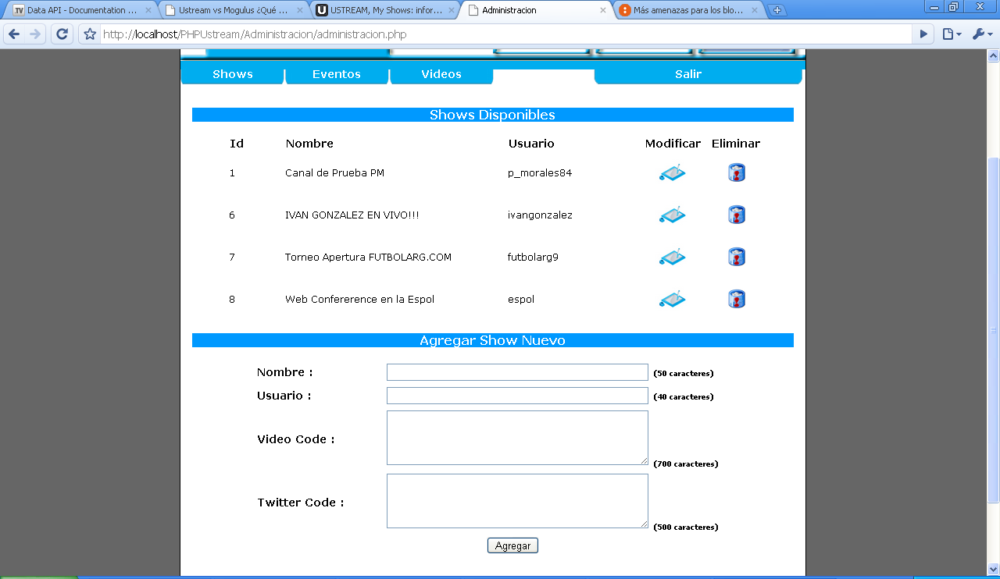 Data API - Documentation ...
Ustream vs Mogulus ¿Qué ...
USTREAM, My Shows: infor...
Administracion
Más amenazas para los blo...
http://localhost/PHPUstream/Administracion/administracion.php
Shows Eventos Videos Salir
Shows Disponibles
Id Nombre Usuario Modificar Eliminar
1 Canal de Prueba PM p_morales84
6 IVAN GONZALEZ EN VIVO!!! ivangonzalez
7 Torneo Apertura FUTBOLARG.COM futbolarg9
8 Web Confererence en la Espol espol
Agregar Show Nuevo
Nombre : (50 caracteres)
Usuario : (40 caracteres)
Video Code : (700 caracteres)
Twitter Code : (500 caracteres)
Agregar